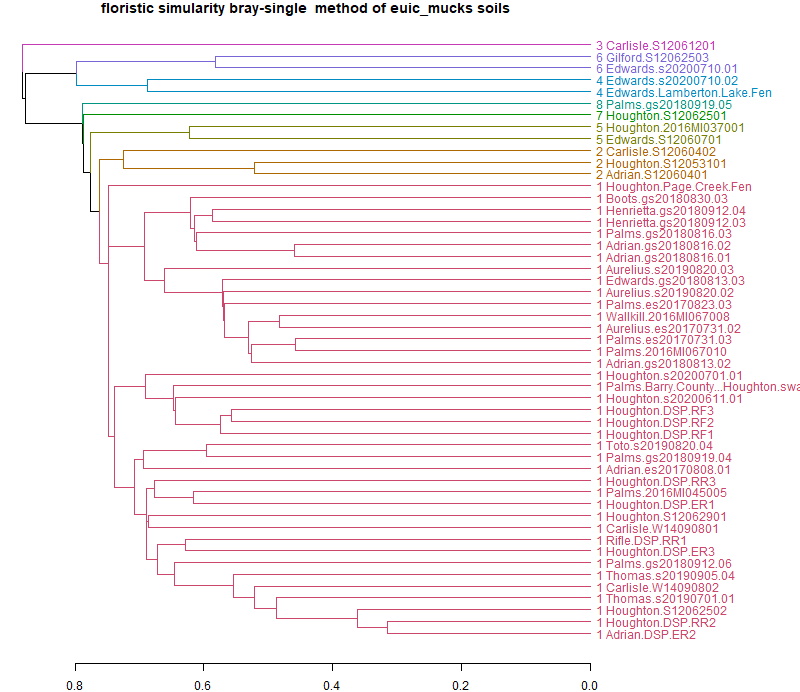 floristic simularity bray-single  method of euic_mucks soils
3 Carlisle.S12061201
6 Gilford.S12062503
6 Edwards.s20200710.01
4 Edwards.s20200710.02
4 Edwards.Lamberton.Lake.Fen
8 Palms.gs20180919.05
7 Houghton.S12062501
5 Houghton.2016MI037001
5 Edwards.S12060701
2 Carlisle.S12060402
2 Houghton.S12053101
2 Adrian.S12060401
1 Houghton.Page.Creek.Fen
1 Boots.gs20180830.03
1 Henrietta.gs20180912.04
1 Henrietta.gs20180912.03
1 Palms.gs20180816.03
1 Adrian.gs20180816.02
1 Adrian.gs20180816.01
1 Aurelius.s20190820.03
1 Edwards.gs20180813.03
1 Aurelius.s20190820.02
1 Palms.es20170823.03
1 Wallkill.2016MI067008
1 Aurelius.es20170731.02
1 Palms.es20170731.03
1 Palms.2016MI067010
1 Adrian.gs20180813.02
1 Houghton.s20200701.01
1 Palms.Barry.County...Houghton.swa
1 Houghton.s20200611.01
1 Houghton.DSP.RF3
1 Houghton.DSP.RF2
1 Houghton.DSP.RF1
1 Toto.s20190820.04
1 Palms.gs20180919.04
1 Adrian.es20170808.01
1 Houghton.DSP.RR3
1 Palms.2016MI045005
1 Houghton.DSP.ER1
1 Houghton.S12062901
1 Carlisle.W14090801
1 Rifle.DSP.RR1
1 Houghton.DSP.ER3
1 Palms.gs20180912.06
1 Thomas.s20190905.04
1 Carlisle.W14090802
1 Thomas.s20190701.01
1 Houghton.S12062502
1 Houghton.DSP.RR2
1 Adrian.DSP.ER2
0.8 0.6 0.4 0.2 0.0